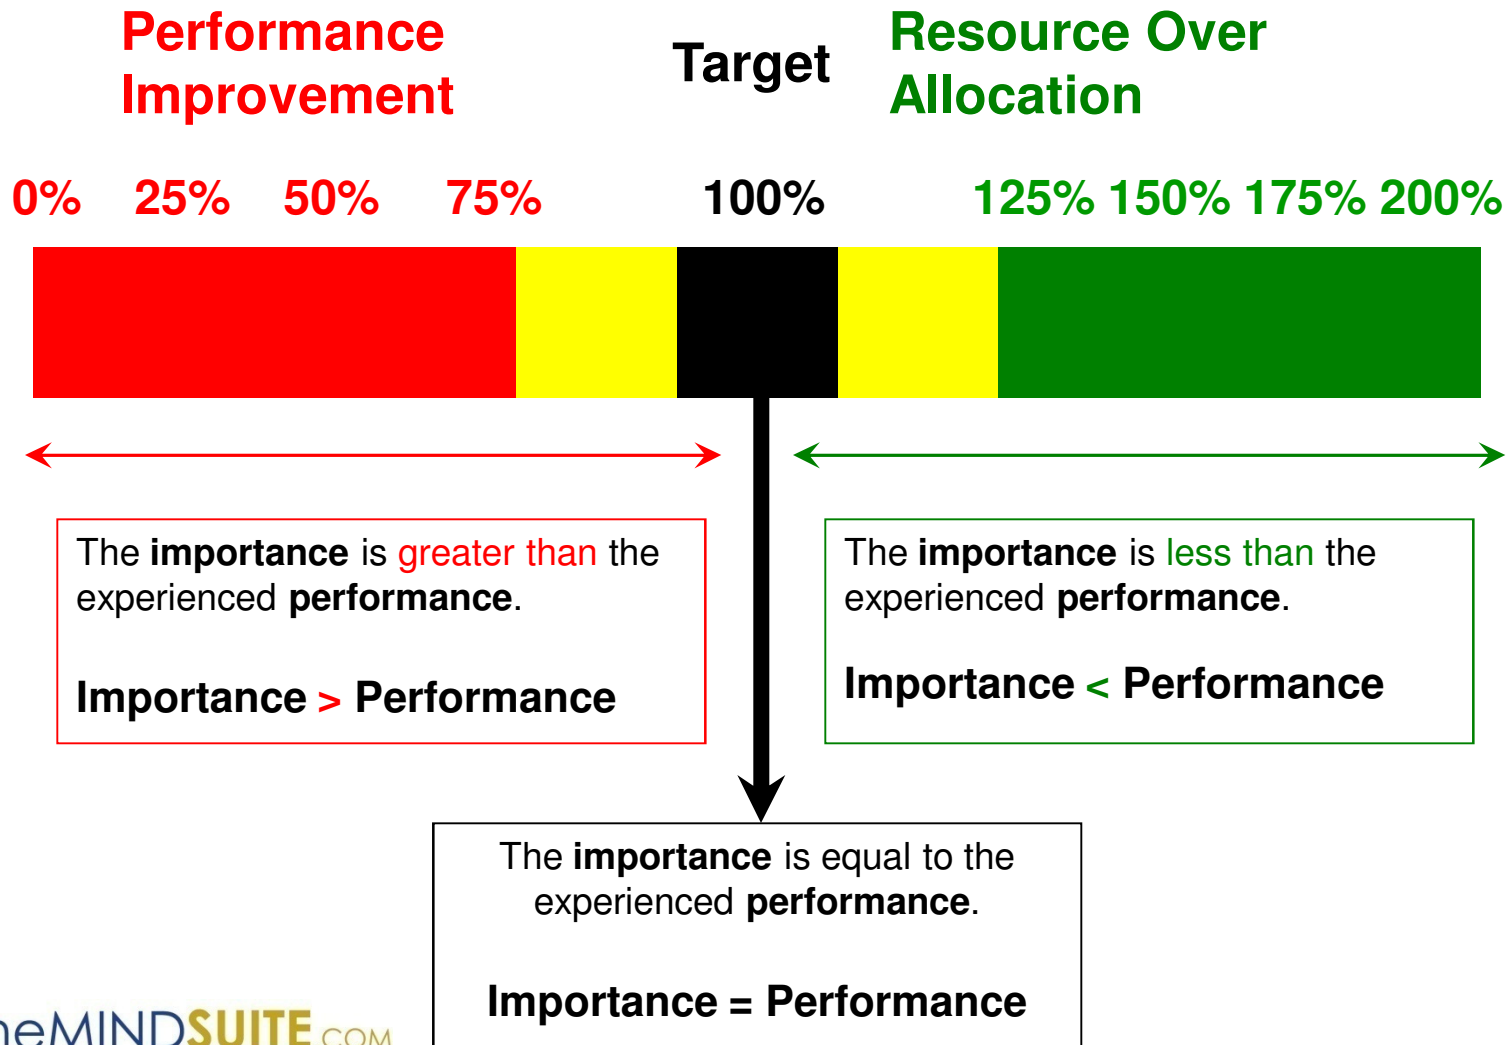 Performance
Improvement
Target
Resource Over
Allocation
0% 25% 50% 75% 100% 125% 150% 175% 200%
The importance is greater than the
experienced performance.
Importance > Performance
The importance is less than the
experienced performance.
Importance < Performance
The importance is equal to the
experienced performance.
Importance = Performance
heMINDSUITE.COM